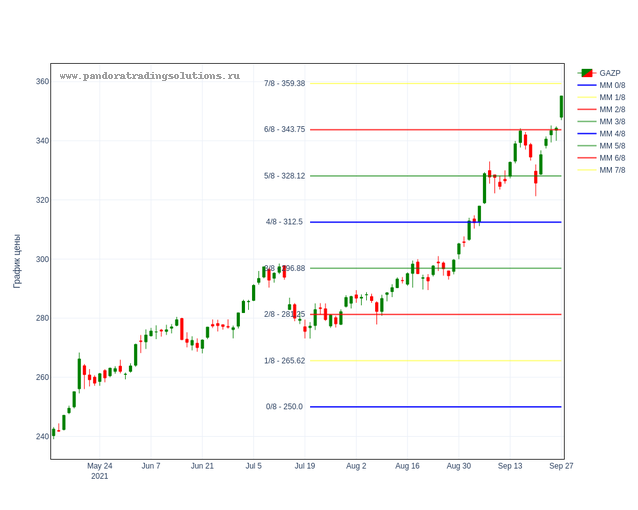 www.pandoratradingsolutions.ru
График цены
360
340
320
300
280
260
240
7/8 - 359.38
6/8 - 343.75
5/8 - 328.12
4/8 - 312.5
3/8 - 296.88
2/8 - 281.25
1/8 - 265.62
0/8 - 250.0
May 24
2021
Jun 7
Jun 21
Jul 5
Jul 19
Aug 2
Aug 16
Aug 30
Sep 13
Sep 27
GAZP
MM 0/8
MM 1/8
MM 2/8
MM 3/8
MM 4/8
MM 5/8
MM 6/8
MM 7/8